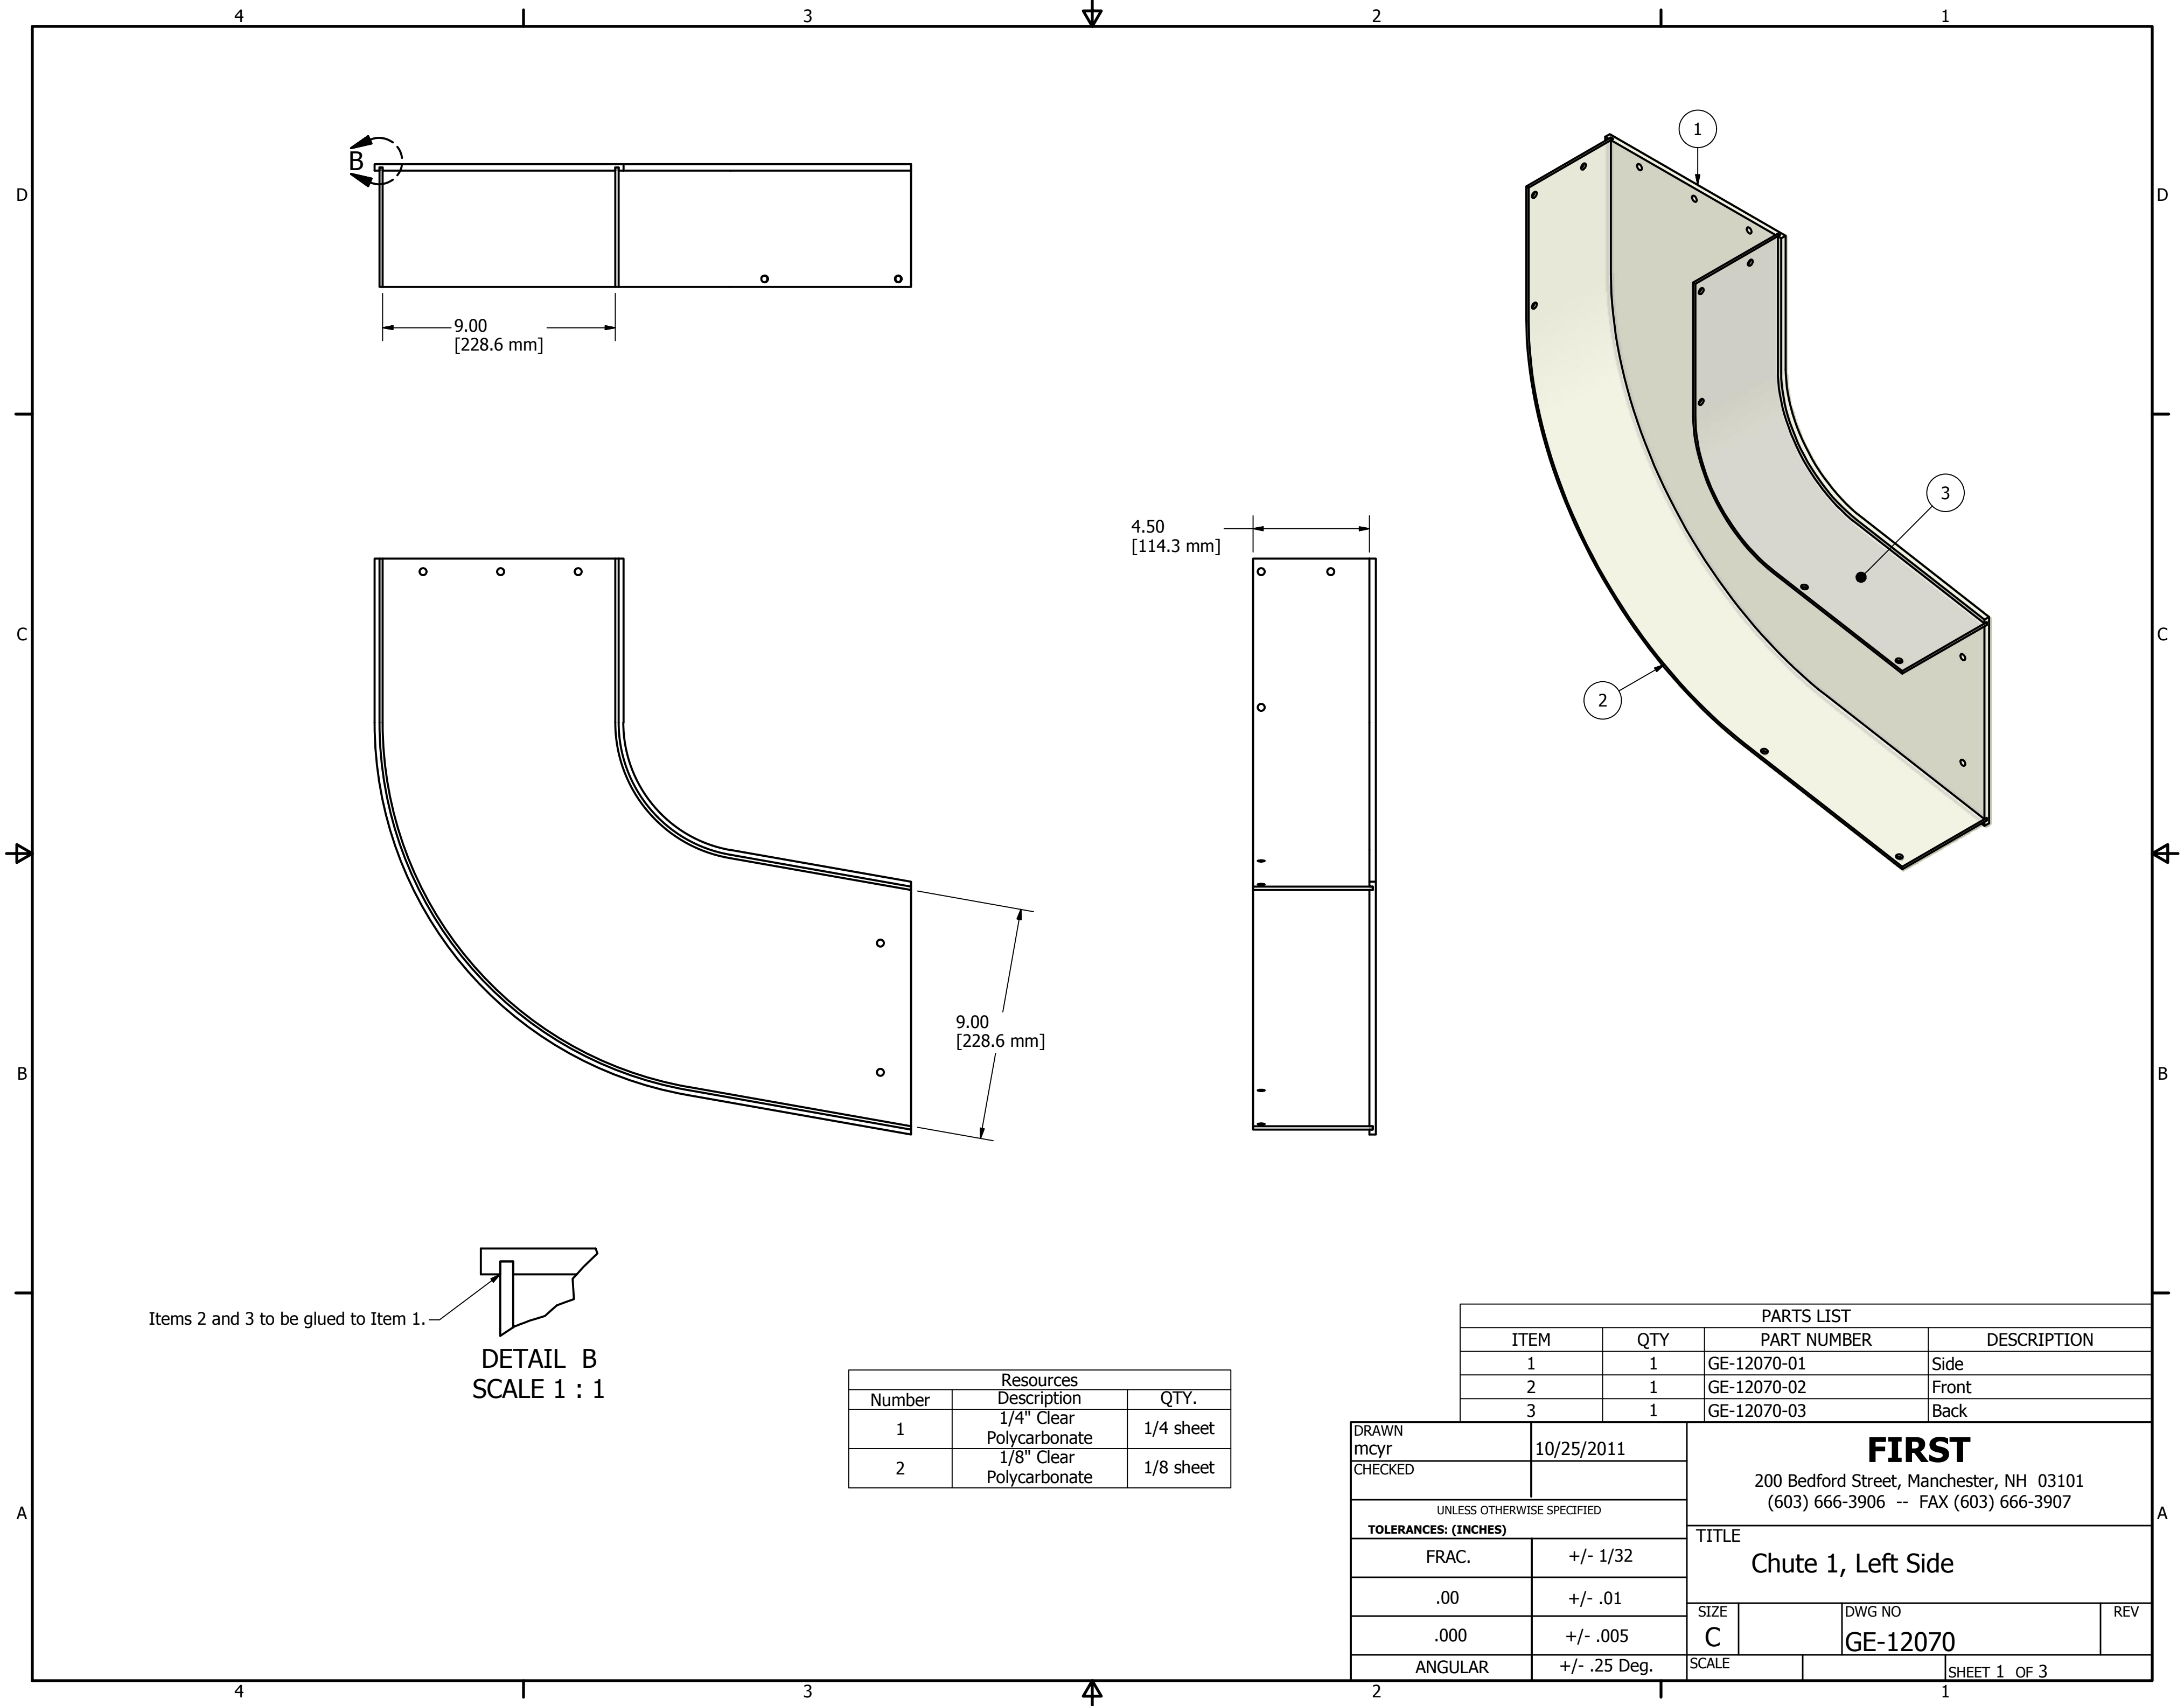 4 3 2 1
D
D
C
C
B
B
A
A
B
9.00
[228.6 mm]
1
3
2
4.50
[114.3 mm]
9.00
[228.6 mm]
Items 2 and 3 to be glued to Item 1.
DETAIL B
SCALE 1 : 1
Resources
Number Description QTY.
1 1/4" Clear Polycarbonate 1/4 sheet
2 1/8" Clear Polycarbonate 1/8 sheet
PARTS LIST
ITEM QTY PART NUMBER DESCRIPTION
1 1 GE-12070-01 Side
2 1 GE-12070-02 Front
3 1 GE-12070-03 Back
DRAWN
mcyr 10/25/2011
CHECKED
UNLESS OTHERWISE SPECIFIED
TOLERANCES: (INCHES)
FRAC. +/- 1/32
.00 +/- .01
.000 +/- .005
ANGULAR +/- .25 Deg.
FIRST
200 Bedford Street, Manchester, NH 03101
(603) 666-3906 -- FAX (603) 666-3907
TITLE
Chute 1, Left Side
SIZE
C
DWG NO
GE-12070
REV
SCALE
SHEET 1 OF 3
4 3 2 1